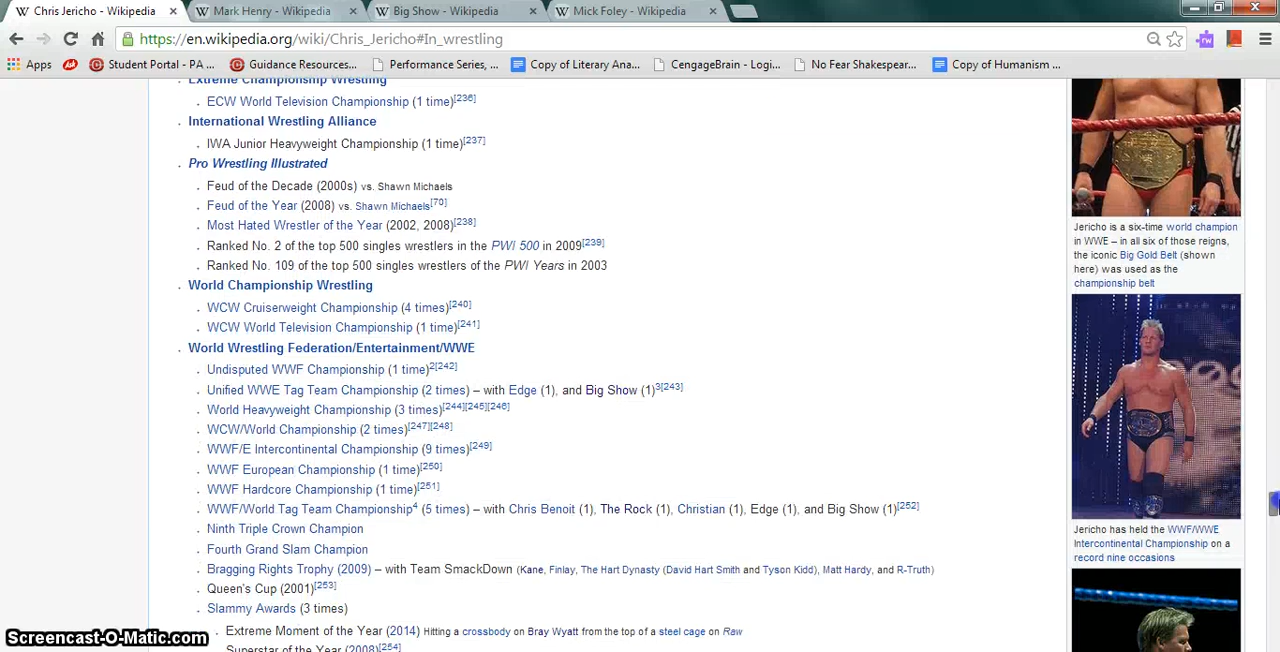 Chris Jericho - Wikipedia × Mark Henry - Wikipedia × Big Show - Wikipedia × Mick Foley - Wikipedia ×
https://en.wikipedia.org/wiki/Chris_Jericho#In_wrestling
Apps Ask Student Portal - PA ... Guidance Resources... Performance Series, ... Copy of Literary Ana... CengageBrain - Logi... No Fear Shakespear... Copy of Humanism ...
Extreme Championship Wrestling
ECW World Television Championship (1 time)[236]
International Wrestling Alliance
IWA Junior Heavyweight Championship (1 time)[237]
Pro Wrestling Illustrated
Feud of the Decade (2000s) vs. Shawn Michaels
Feud of the Year (2008) vs. Shawn Michaels[70]
Most Hated Wrestler of the Year (2002, 2008)[238]
Ranked No. 2 of the top 500 singles wrestlers in the PWI 500 in 2009[239]
Ranked No. 109 of the top 500 singles wrestlers of the PWI Years in 2003
World Championship Wrestling
WCW Cruiserweight Championship (4 times)[240]
WCW World Television Championship (1 time)[241]
World Wrestling Federation/Entertainment/WWE
Undisputed WWF Championship (1 time)2[242]
Unified WWE Tag Team Championship (2 times) – with Edge (1), and Big Show (1)3[243]
World Heavyweight Championship (3 times)[244][245][246]
WCW/World Championship (2 times)[247][248]
WWF/E Intercontinental Championship (9 times)[249]
WWF European Championship (1 time)[250]
WWF Hardcore Championship (1 time)[251]
WWF/World Tag Team Championship4 (5 times) – with Chris Benoit (1), The Rock (1), Christian (1), Edge (1), and Big Show (1)[252]
Ninth Triple Crown Champion
Fourth Grand Slam Champion
Bragging Rights Trophy (2009) – with Team SmackDown (Kane, Finlay, The Hart Dynasty (David Hart Smith and Tyson Kidd), Matt Hardy, and R-Truth)
Queen's Cup (2001)[253]
Slammy Awards (3 times)
Extreme Moment of the Year (2014) Hitting a crossbody on Bray Wyatt from the top of a steel cage on Raw
Superstar of the Year (2008)[254]
Jericho is a six-time world champion
in WWE – in all six of those reigns,
the iconic Big Gold Belt (shown
here) was used as the
championship belt
Jericho has held the WWF/WWE
Intercontinental Championship on a
record nine occasions
Screencast-O-Matic.com